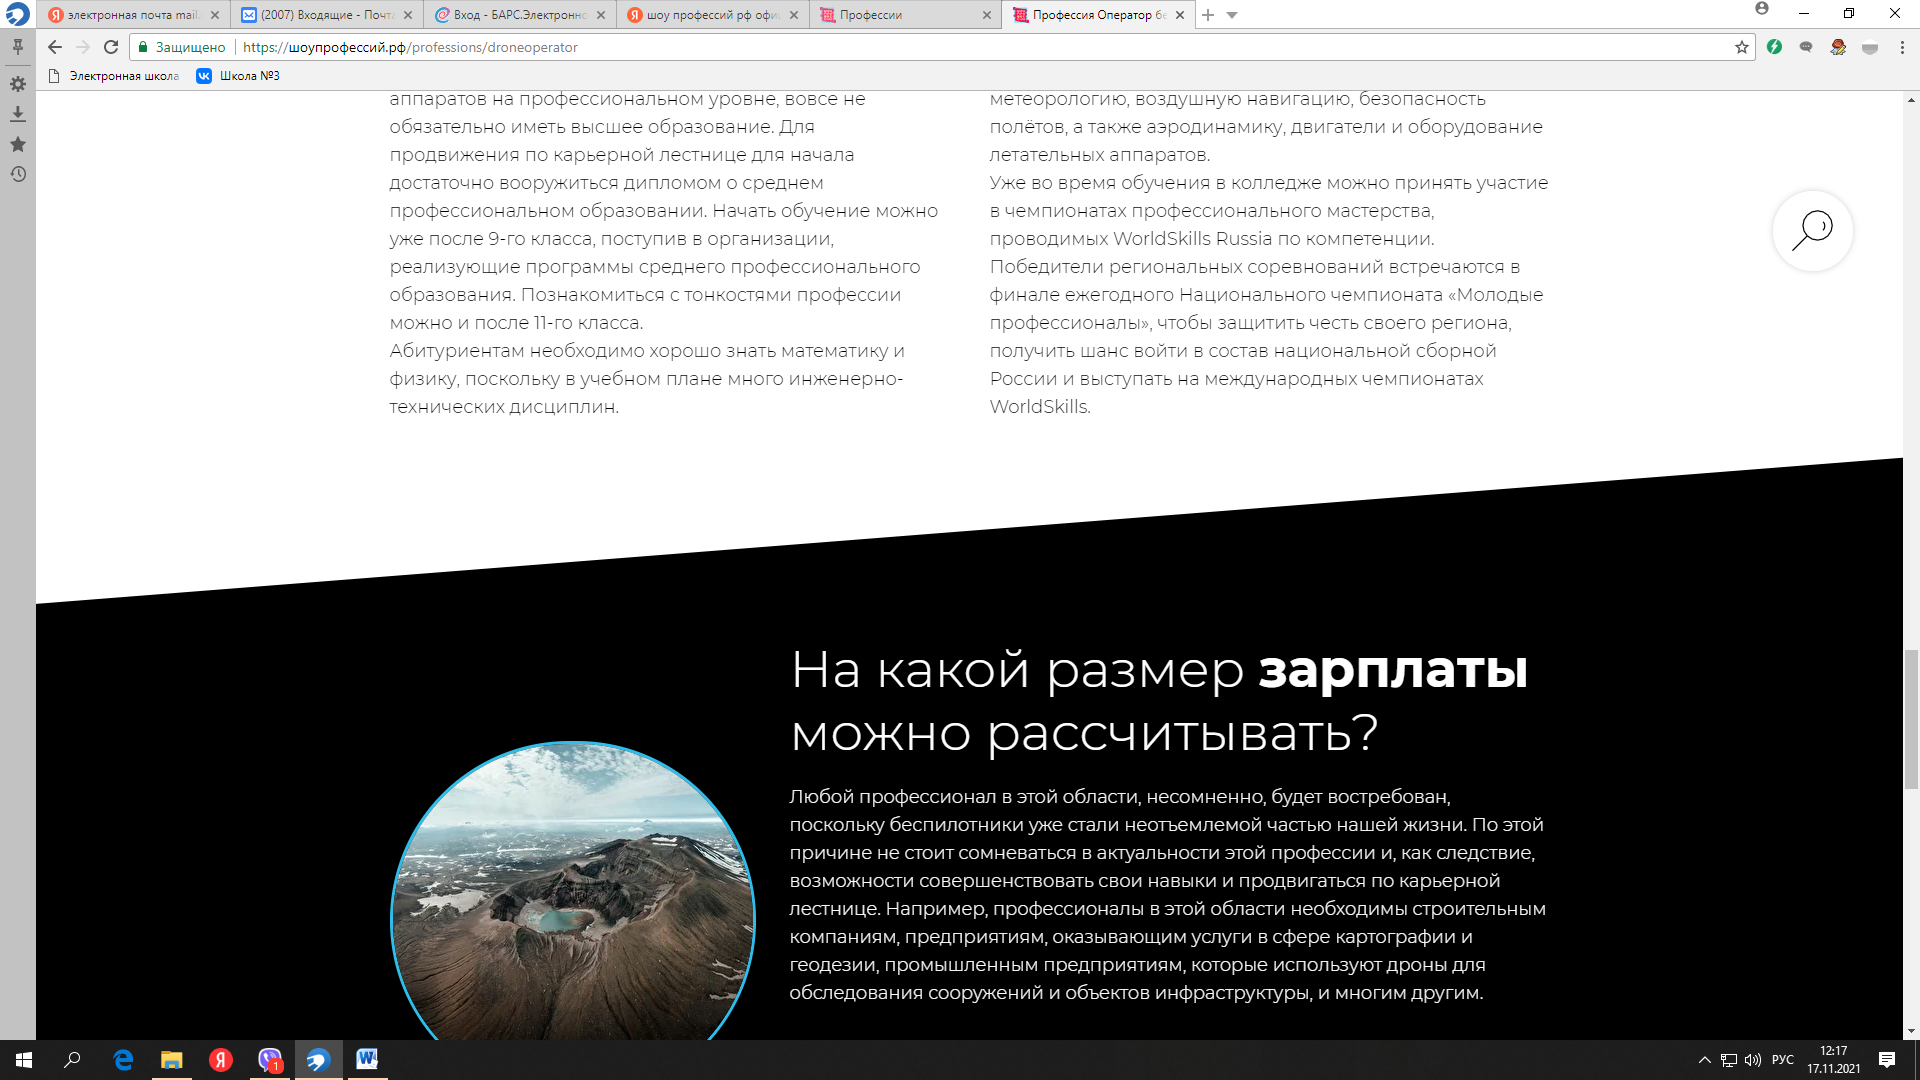 электронная почта mail
(2007) Входящие - Почта
Вход - БАРС.Электронн
шоу профессий рф офи
Профессии
Профессия Оператор бе
Защищено
https://шоупрофессий.рф/professions/droneoperator
Электронная школа
Школа №3
аппаратов на профессиональном уровне, вовсе не
обязательно иметь высшее образование. Для
продвижения по карьерной лестнице для начала
достаточно вооружиться дипломом о среднем
профессиональном образовании. Начать обучение можно
уже после 9-го класса, поступив в организации,
реализующие программы среднего профессионального
образования. Познакомиться с тонкостями профессии
можно и после 11-го класса.
Абитуриентам необходимо хорошо знать математику и
физику, поскольку в учебном плане много инженерно-
технических дисциплин.
метеорологию, воздушную навигацию, безопасность
полётов, а также аэродинамику, двигатели и оборудование
летательных аппаратов.
Уже во время обучения в колледже можно принять участие
в чемпионатах профессионального мастерства,
проводимых WorldSkills Russia по компетенции.
Победители региональных соревнований встречаются в
финале ежегодного Национального чемпионата «Молодые
профессионалы», чтобы защитить честь своего региона,
получить шанс войти в состав национальной сборной
России и выступать на международных чемпионатах
WorldSkills.
На какой размер зарплаты
можно рассчитывать?
Любой профессионал в этой области, несомненно, будет востребован,
поскольку беспилотники уже стали неотъемлемой частью нашей жизни. По этой
причине не стоит сомневаться в актуальности этой профессии и, как следствие,
возможности совершенствовать свои навыки и продвигаться по карьерной
лестнице. Например, профессионалы в этой области необходимы строительным
компаниям, предприятиям, оказывающим услуги в сфере картографии и
геодезии, промышленным предприятиям, которые используют дроны для
обследования сооружений и объектов инфраструктуры, и многим другим.
1
РУС
12:17
17.11.2021